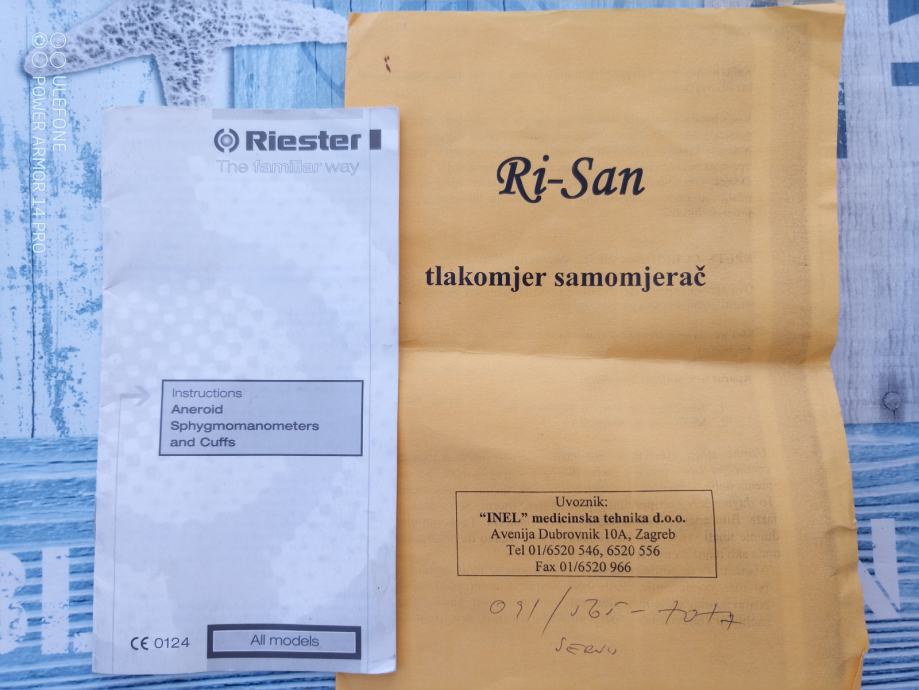 ULEFONE
POWER ARMOR 14 PRO
Riester
The familiar way
Instructions
Aneroid
Sphygmomanometers
and Cuffs
CE 0124
All models
Ri-San
tlakomjer samomjerač
Uvoznik:
“INEL” medicinska tehnika d.o.o.
Avenija Dubrovnik 10A, Zagreb
Tel 01/6520 546, 6520 556
Fax 01/6520 966
091/565-